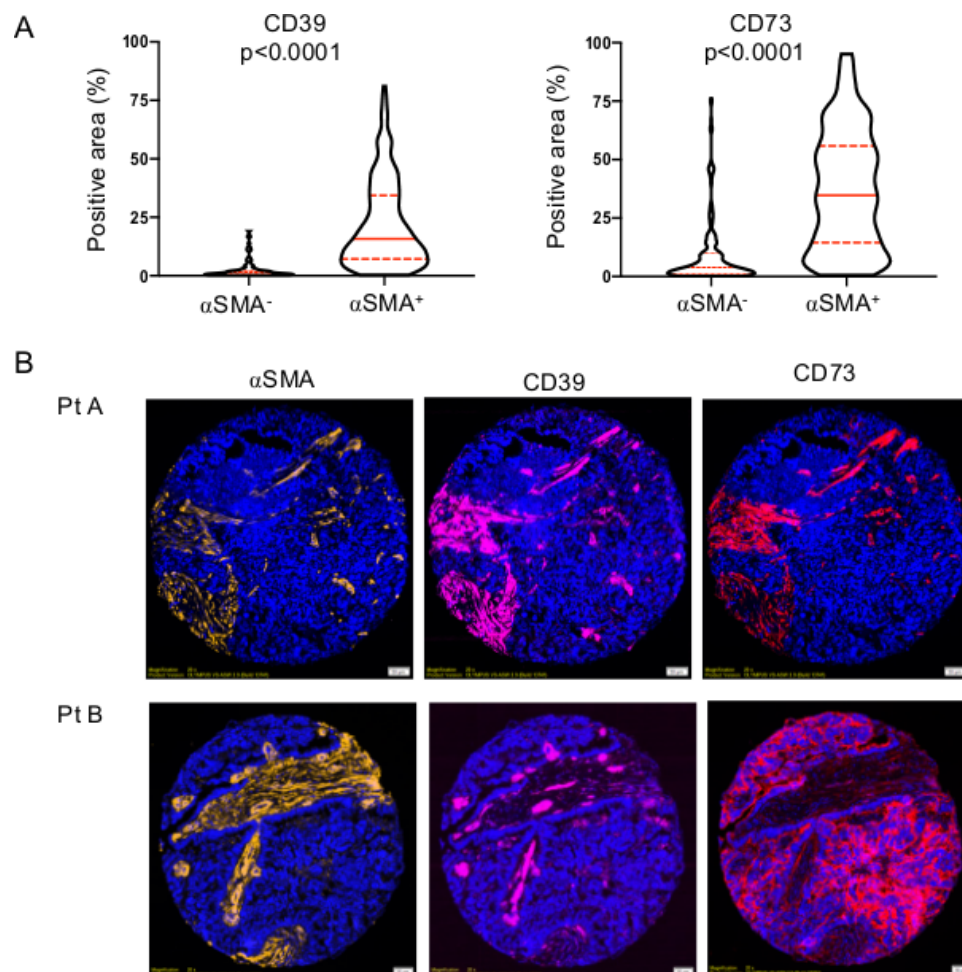 A
CD39
p<0.0001
Positive area (%)
100
75
50
25
0
αSMA-
αSMA+
CD73
p<0.0001
Positive area (%)
100
75
50
25
0
αSMA-
αSMA+
B
αSMA
CD39
CD73
Pt A
Pt B